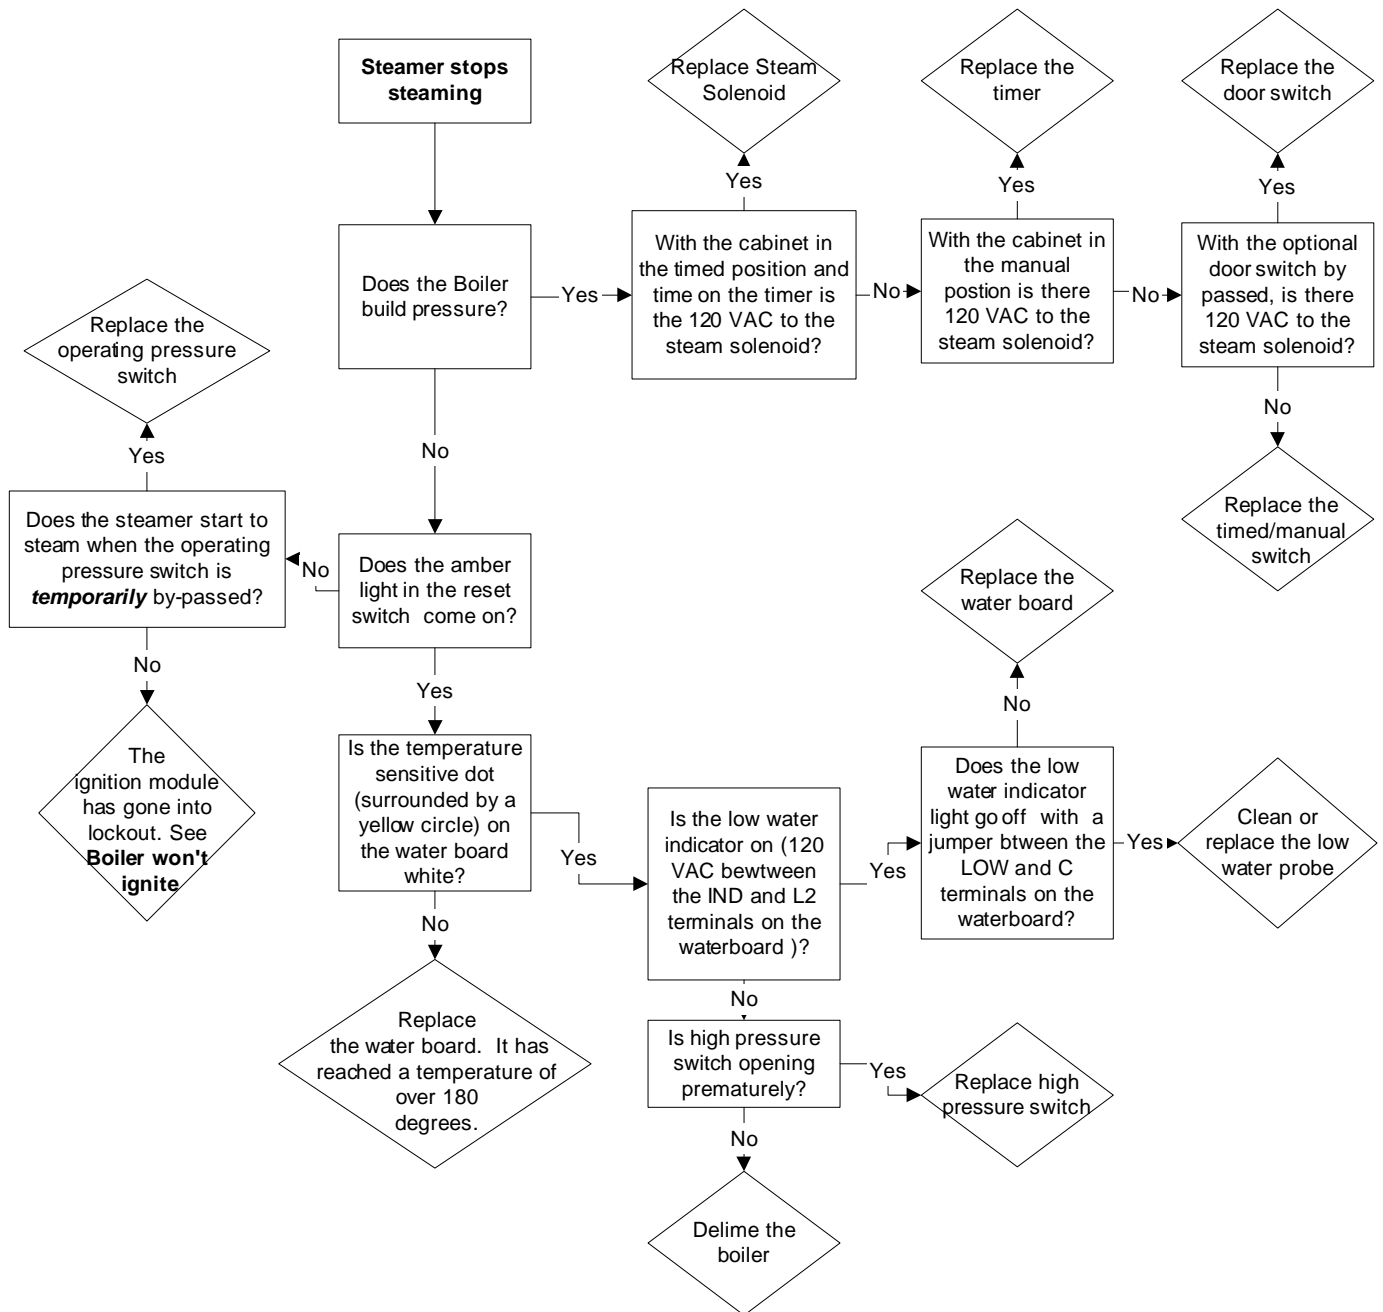 Steamer stops
steaming
Replace Steam
Solenoid
Replace the
timer
Replace the
door switch
Yes
Yes
Yes
Does the Boiler
build pressure?
Yes
With the cabinet in
the timed position and
time on the timer is
the 120 VAC to the
steam solenoid?
No
With the cabinet in
the manual
postion is there
120 VAC to the
steam solenoid?
No
With the optional
door switch by
passed, is there
120 VAC to the
steam solenoid?
No
Replace the
timed/manual
switch
Replace the
operating pressure
switch
Yes
No
Does the steamer start to
steam when the operating
pressure switch is
temporarily by-passed?
No
Does the amber
light in the reset
switch come on?
No
The
ignition module
has gone into
lockout. See
Boiler won't
ignite
Yes
Is the temperature
sensitive dot
(surrounded by a
yellow circle) on
the water board
white?
Yes
No
Replace
the water board. It has
reached a temperature of
over 180
degrees.
Is the low water
indicator on (120
VAC bewtween
the IND and L2
terminals on the
waterboard )?
Yes
Replace the
water board
No
Does the low
water indicator
light go off with a
jumper btween the
LOW and C
terminals on the
waterboard?
Yes
Clean or
replace the low
water probe
No
Is high pressure
switch opening
prematurely?
Yes
Replace high
pressure switch
No
Delime the
boiler